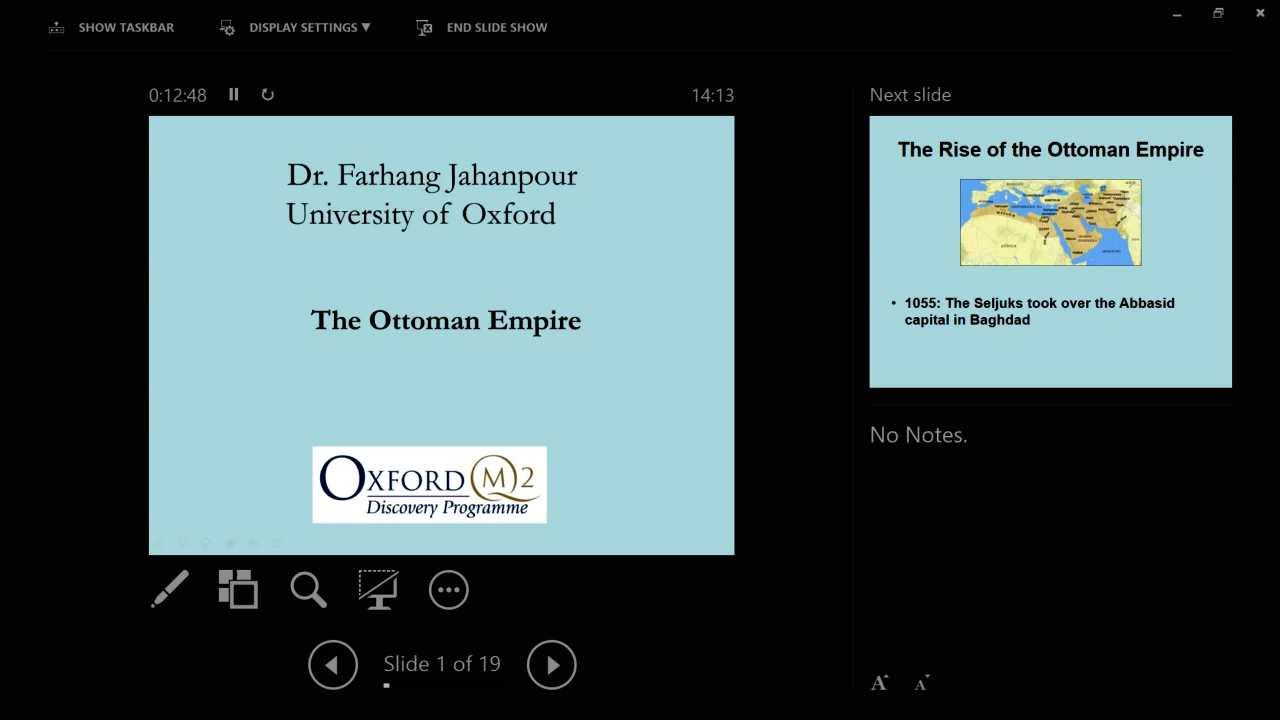 SHOW TASKBAR
DISPLAY SETTINGS ▼
END SLIDE SHOW
0:12:48
14:13
Dr. Farhang Jahanpour
University of Oxford
The Ottoman Empire
OXFORD M 2
Discovery Programme
Slide 1 of 19
Next slide
The Rise of the Ottoman Empire
AFRICA
• 1055: The Seljuks took over the Abbasid
capital in Baghdad
No Notes.
A
A